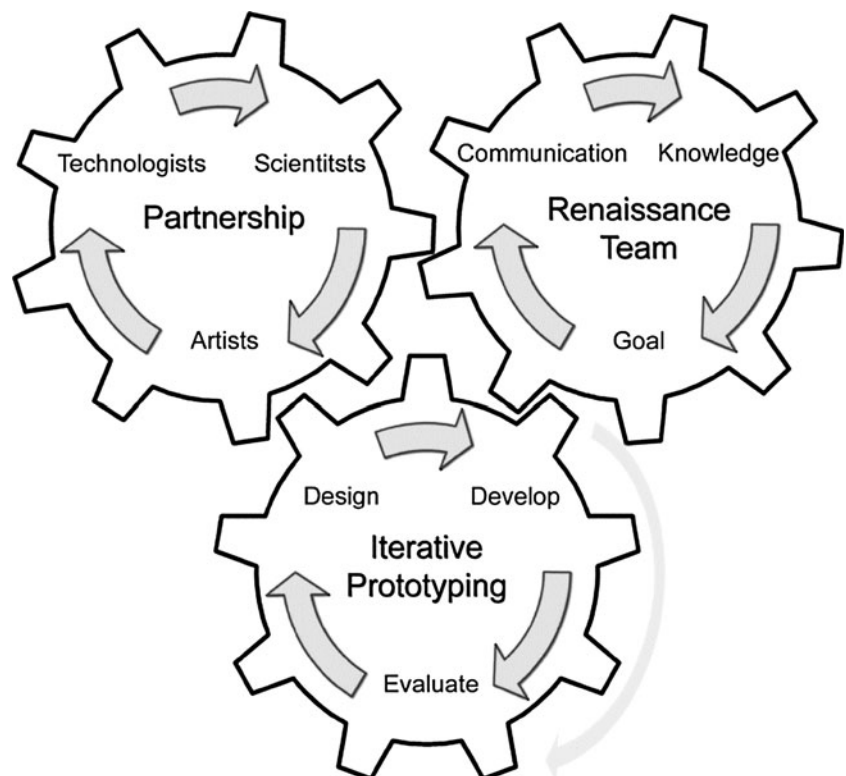 Technologists
Scientitsts
Partnership
Artists
Communication
Knowledge
Renaissance
Team
Goal
Design
Develop
Iterative
Prototyping
Evaluate